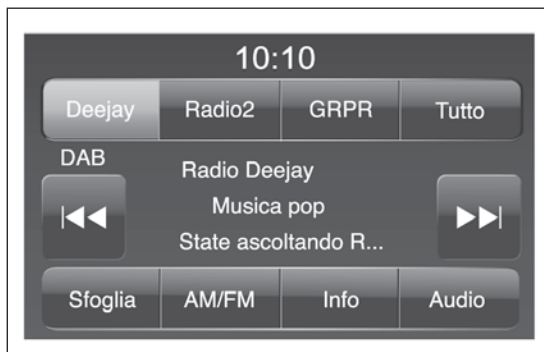 10:10
Deejay Radio2 GRPR Tutto
DAB
Radio Deejay
Musica pop
State ascoltando R...
Sfoglia AM/FM Info Audio